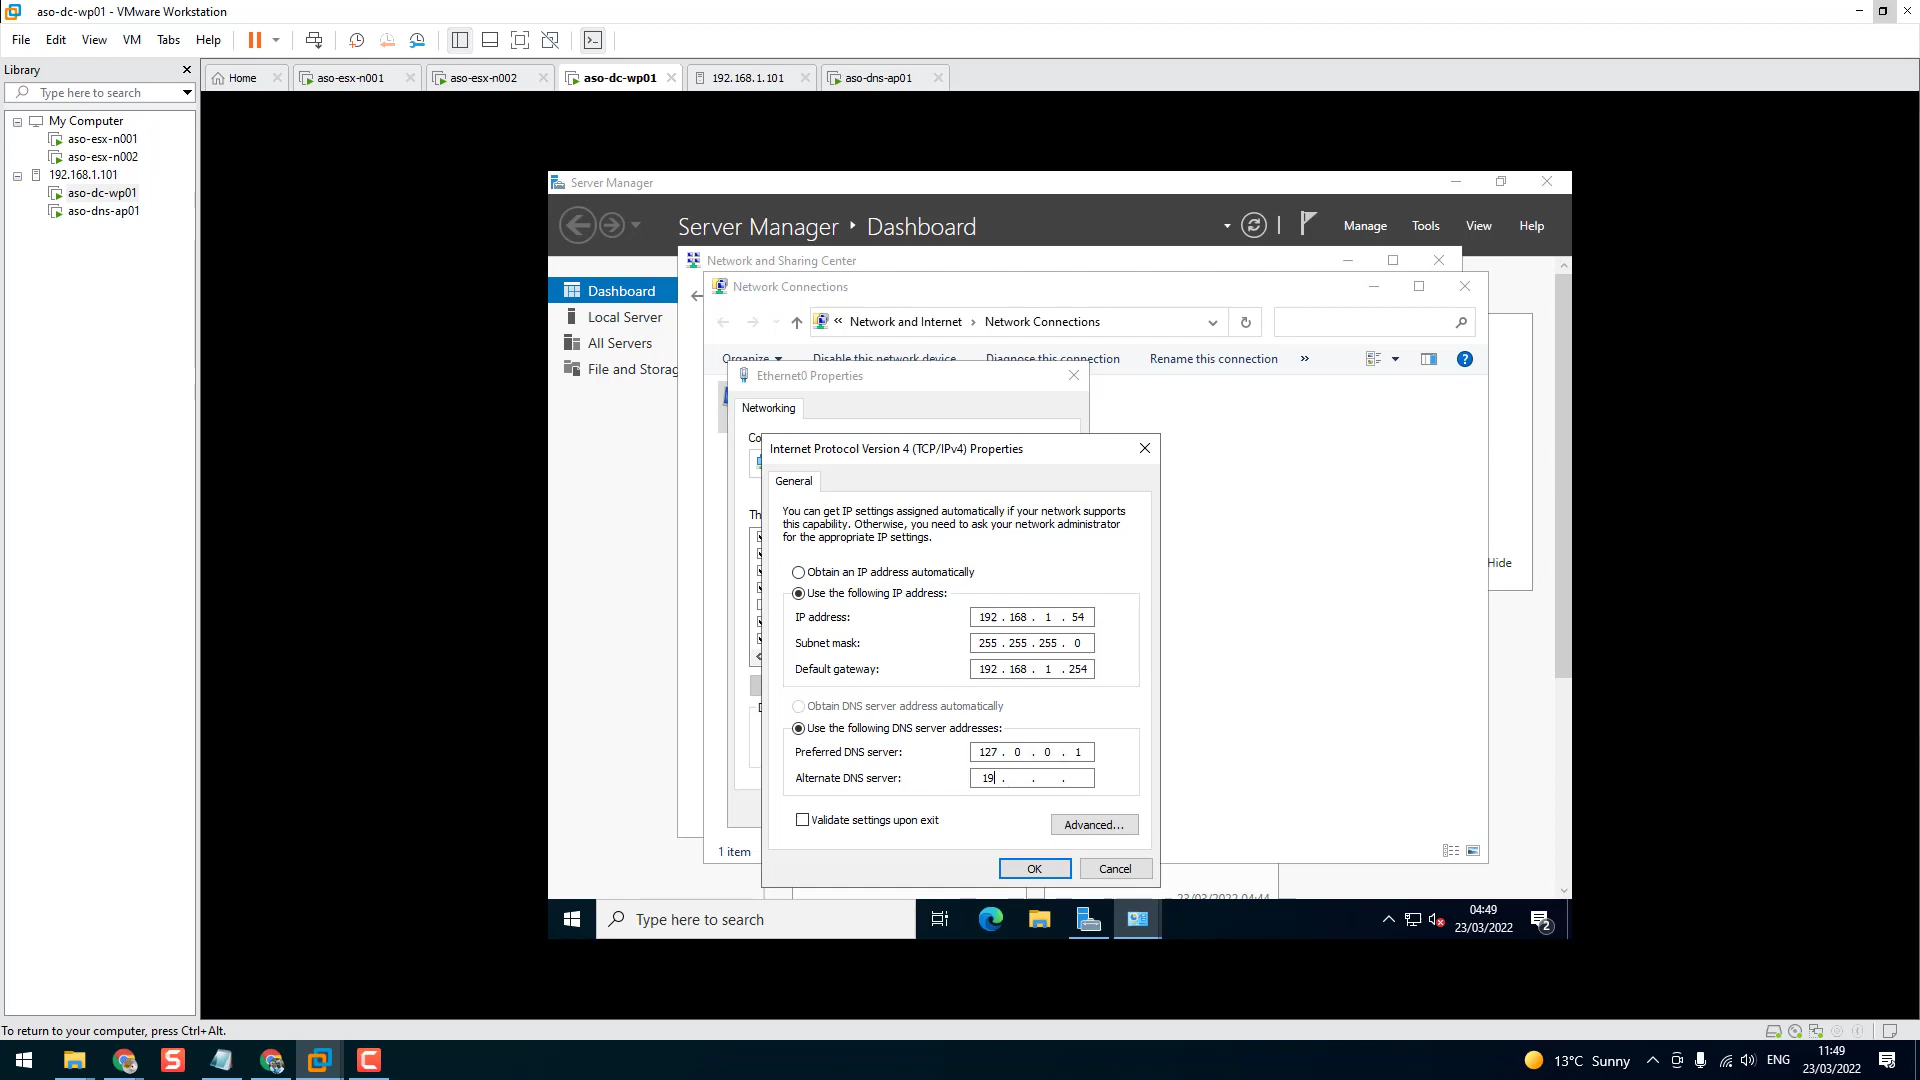 aso-dc-wp01 - VMware Workstation
File Edit View VM Tabs Help
Library
Type here to search
My Computer
aso-esx-n001
aso-esx-n002
192.168.1.101
aso-dc-wp01
aso-dns-ap01
Home aso-esx-n001 aso-esx-n002 aso-dc-wp01 192.168.1.101 aso-dns-ap01
Server Manager
Server Manager Dashboard
Manage Tools View Help
Dashboard
Local Server
All Servers
File and Storag
Network and Sharing Center
Network Connections
Network and Internet Network Connections
Organize Disable this network device Diagnose this connection Rename this connection
Ethernet0 Properties
Networking
Co
Th
Internet Protocol Version 4 (TCP/IPv4) Properties
General
You can get IP settings assigned automatically if your network supports
this capability. Otherwise, you need to ask your network administrator
for the appropriate IP settings.
Obtain an IP address automatically
Use the following IP address:
IP address: 192 . 168 . 1 . 54
Subnet mask: 255 . 255 . 255 . 0
Default gateway: 192 . 168 . 1 . 254
Obtain DNS server address automatically
Use the following DNS server addresses:
Preferred DNS server: 127 . 0 . 0 . 1
Alternate DNS server: 19 . . .
Validate settings upon exit
Advanced...
OK Cancel
Hide
1 item
23/03/2022 04:44
Type here to search
04:49
23/03/2022
2
To return to your computer, press Ctrl+Alt.
13°C Sunny
ENG
11:49
23/03/2022